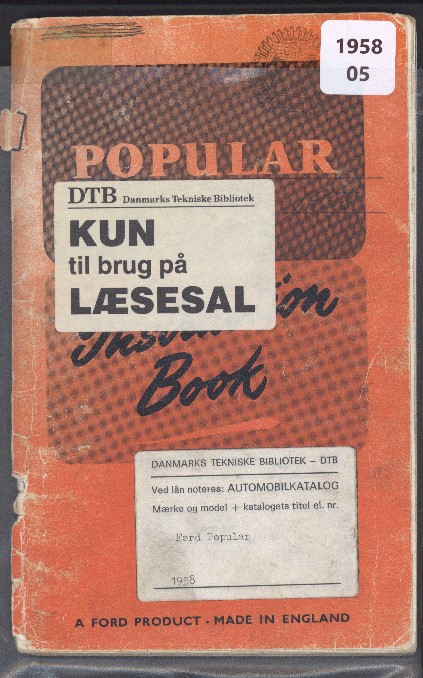 1958
05
POPULAR
DTB Danmarks Tekniske Bibliotek
KUN
til brug på
LÆSESAL
Book
DANMARKS TEKNISKE BIBLIOTEK – DTB
Ved lån noteres: AUTOMOBILKATALOG
Mærke og model + katalogets titel el. nr.
Ford Popular
1958
A FORD PRODUCT · MADE IN ENGLAND